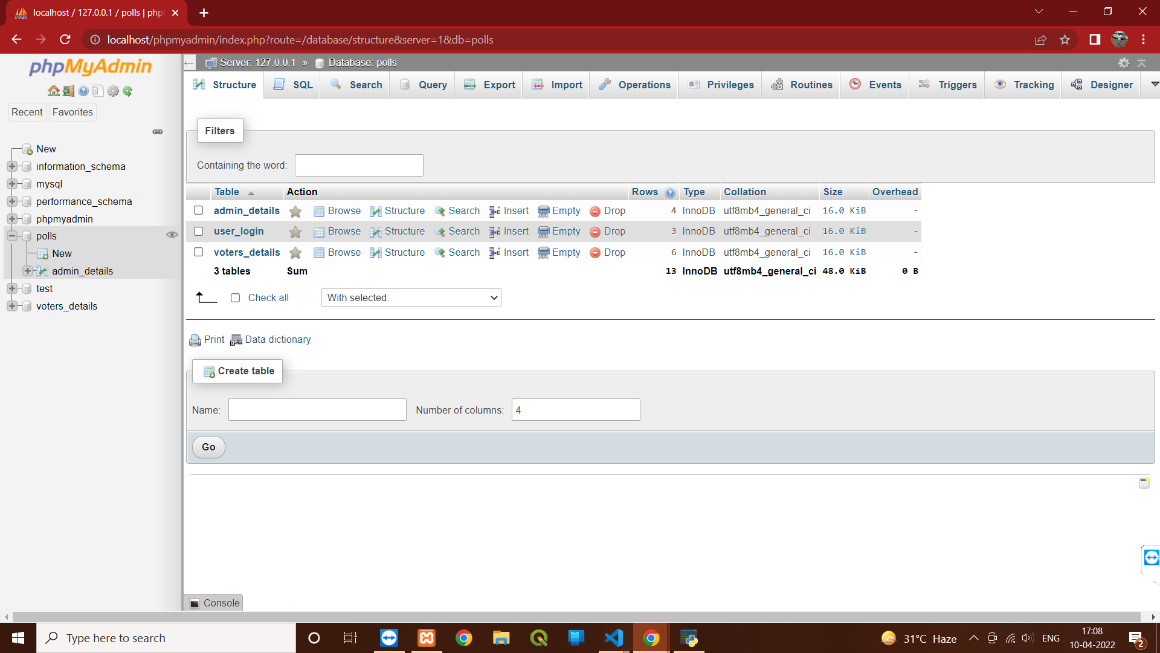 localhost / 127.0.0.1 / polls | php
localhost/phpmyadmin/index.php?route=/database/structure&server=1&db=polls
phpMyAdmin
Recent Favorites
New
information_schema
mysql
performance_schema
phpmyadmin
polls
New
admin_details
test
voters_details
Server: 127.0.0.1 » Database: polls
Structure SQL Search Query Export Import Operations Privileges Routines Events Triggers Tracking Designer
Filters
Containing the word:
Table Action Rows Type Collation Size Overhead
admin_details Browse Structure Search Insert Empty Drop 4 InnoDB utf8mb4_general_ci 16.0 KiB -
user_login Browse Structure Search Insert Empty Drop 3 InnoDB utf8mb4_general_ci 16.0 KiB -
voters_details Browse Structure Search Insert Empty Drop 6 InnoDB utf8mb4_general_ci 16.0 KiB -
3 tables Sum 13 InnoDB utf8mb4_general_ci 48.0 KiB 0 B
Check all With selected:
Print Data dictionary
Create table
Name: Number of columns: 4
Go
Console
Type here to search
31°C Haze ENG 17:08
10-04-2022 2